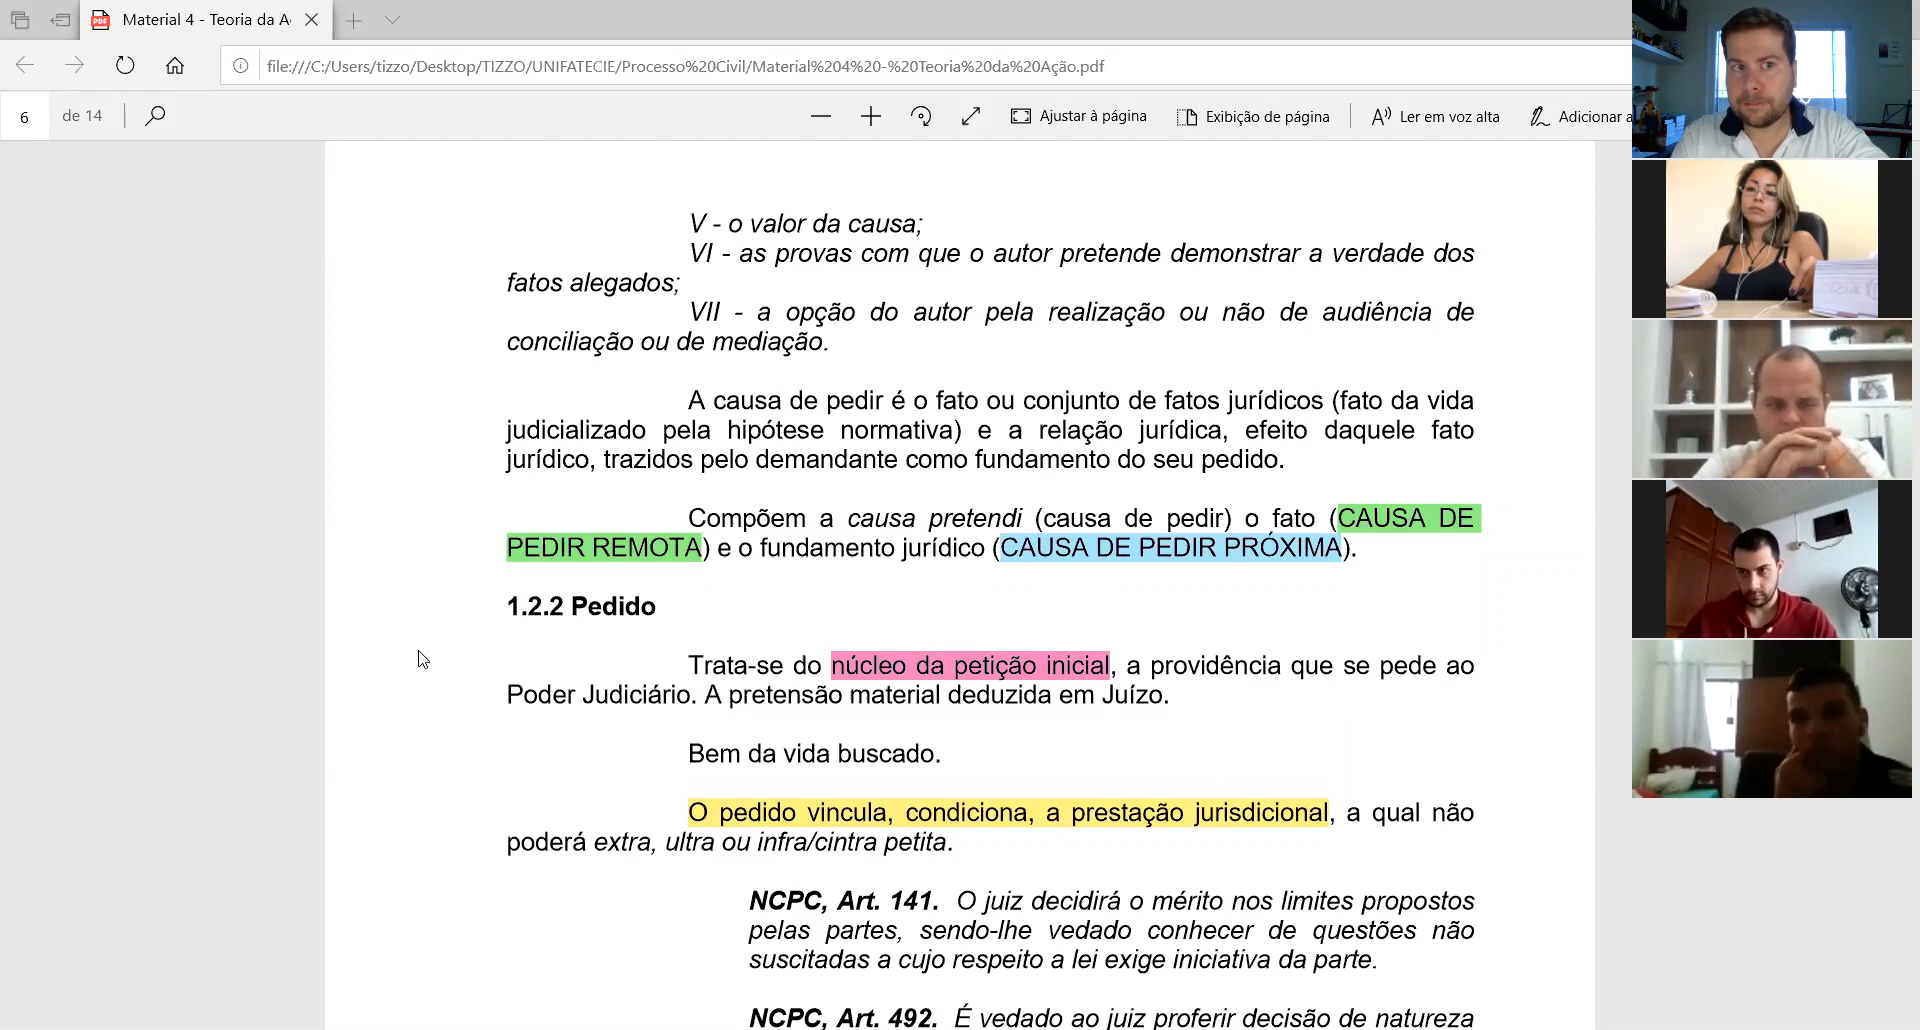 Material 4 - Teoria da A
file:///C:/Users/tizzo/Desktop/TIZZO/UNIFATECIE/Processo%20Civil/Material%204%20-%20Teoria%20da%20Ação.pdf
6 de 14 Ajustar à página Exibição de página Ler em voz alta Adicionar a
V - o valor da causa;
VI - as provas com que o autor pretende demonstrar a verdade dos
fatos alegados;
VII - a opção do autor pela realização ou não de audiência de
conciliação ou de mediação.
A causa de pedir é o fato ou conjunto de fatos jurídicos (fato da vida
judicializado pela hipótese normativa) e a relação jurídica, efeito daquele fato
jurídico, trazidos pelo demandante como fundamento do seu pedido.
Compõem a causa pretendi (causa de pedir) o fato (CAUSA DE
PEDIR REMOTA) e o fundamento jurídico (CAUSA DE PEDIR PRÓXIMA).
1.2.2 Pedido
Trata-se do núcleo da petição inicial, a providência que se pede ao
Poder Judiciário. A pretensão material deduzida em Juízo.
Bem da vida buscado.
O pedido vincula, condiciona, a prestação jurisdicional, a qual não
poderá extra, ultra ou infra/cintra petita.
NCPC, Art. 141. O juiz decidirá o mérito nos limites propostos
pelas partes, sendo-lhe vedado conhecer de questões não
suscitadas a cujo respeito a lei exige iniciativa da parte.
NCPC, Art. 492. É vedado ao juiz proferir decisão de natureza